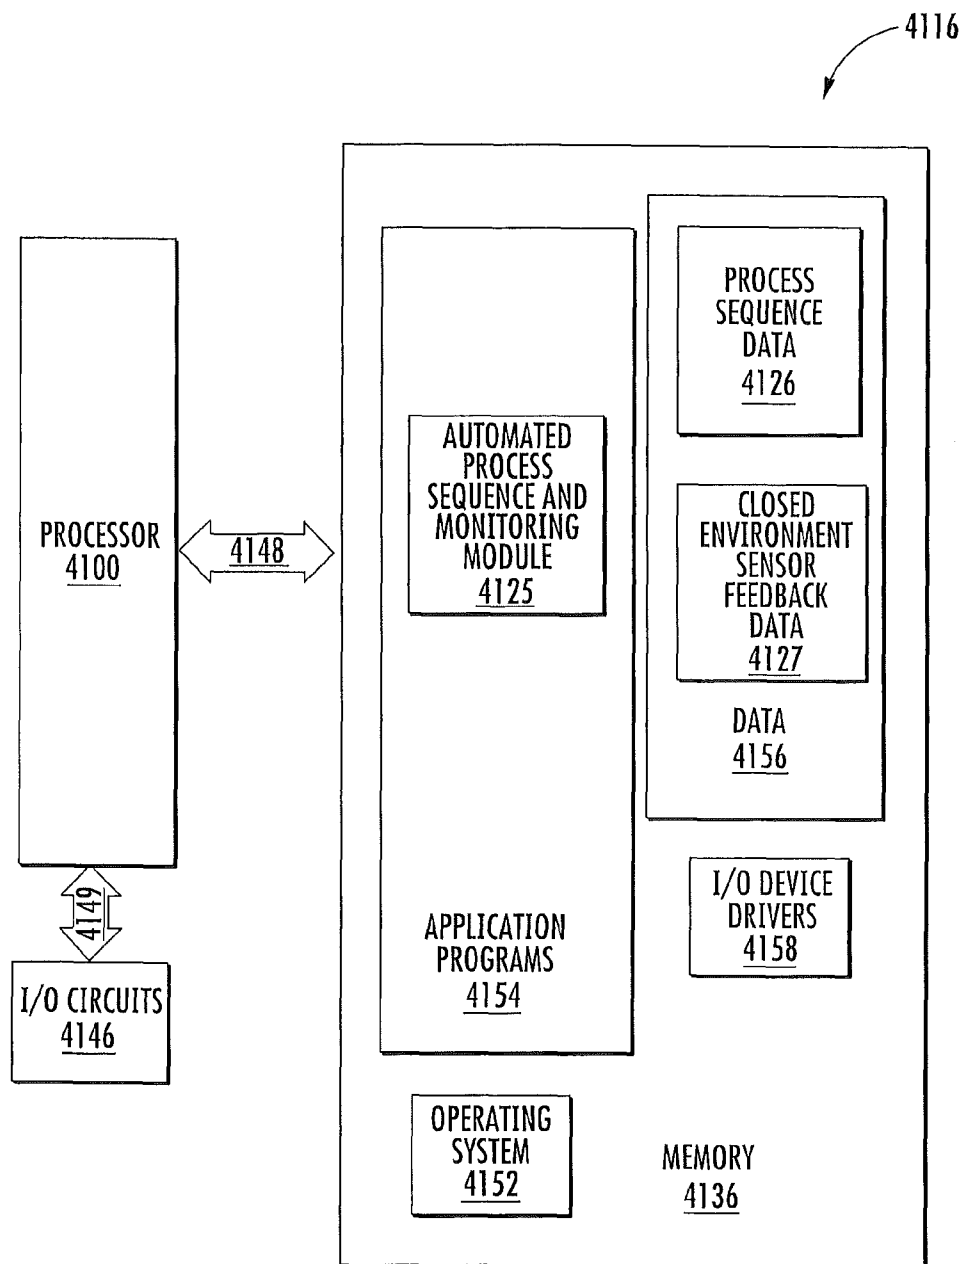 4116
PROCESS
SEQUENCE
DATA
4126
AUTOMATED
PROCESS
SEQUENCE AND
MONITORING
MODULE
4125
CLOSED
ENVIRONMENT
SENSOR
FEEDBACK
DATA
4127
PROCESSOR
4100
4148
DATA
4156
4149
I/O DEVICE
DRIVERS
4158
APPLICATION
PROGRAMS
4154
I/O CIRCUITS
4146
OPERATING
SYSTEM
4152
MEMORY
4136